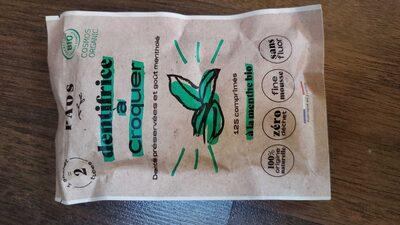 BIO
COSMOS
ORGANIC
PAOS
dentifrice
à
croquer
Dents préservées et goût mentholé
125 comprimés
à la menthe bio
sans
fluor
fine
mousse
zéro
déchet
100%
origine
naturelle
2